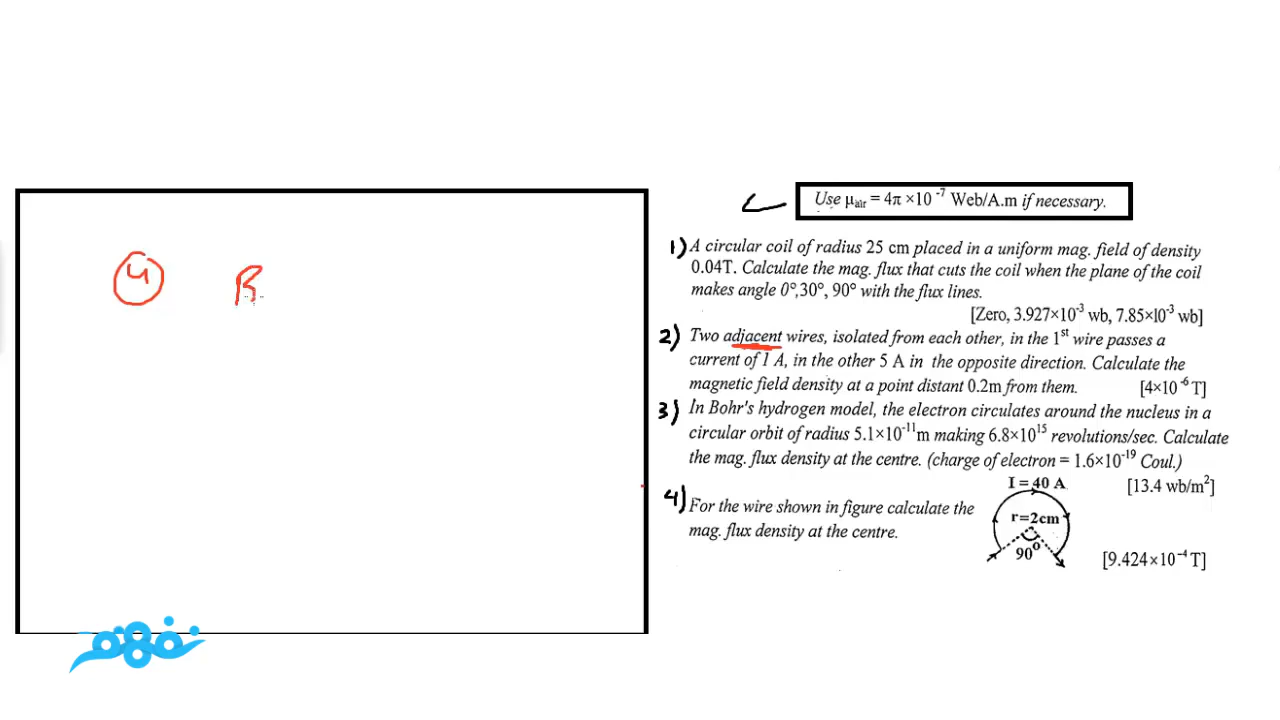 ④ B
Use μair = 4π ×10⁻⁷ Web/A.m if necessary.
1) A circular coil of radius 25 cm placed in a uniform mag. field of density
0.04T. Calculate the mag. flux that cuts the coil when the plane of the coil
makes angle 0°,30°, 90° with the flux lines.
[Zero, 3.927×10⁻³ wb, 7.85×10⁻³ wb]
2) Two adjacent wires, isolated from each other, in the 1st wire passes a
current of 1 A, in the other 5 A in the opposite direction. Calculate the
magnetic field density at a point distant 0.2m from them. [4×10⁻⁶ T]
3) In Bohr's hydrogen model, the electron circulates around the nucleus in a
circular orbit of radius 5.1×10⁻¹¹m making 6.8×10¹⁵ revolutions/sec. Calculate
the mag. flux density at the centre. (charge of electron = 1.6×10⁻¹⁹ Coul.)
[13.4 wb/m²]
4) For the wire shown in figure calculate the
mag. flux density at the centre.
I = 40 A
r=2cm
90°
[9.424×10⁻⁴ T]
نفهم